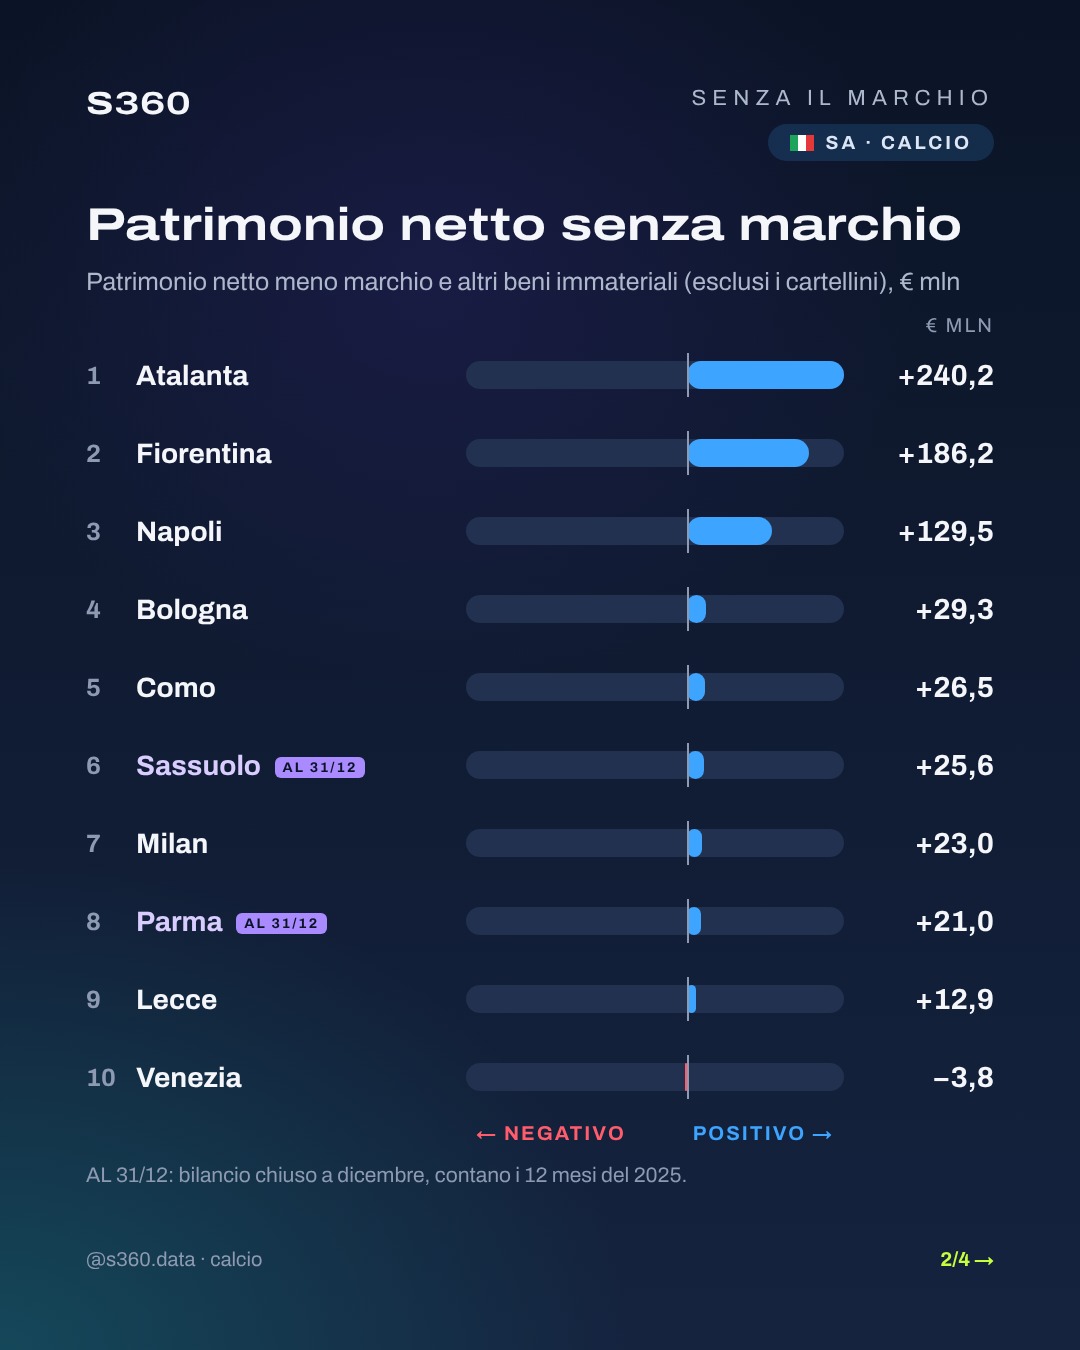 S360
SENZA IL MARCHIO
SA · CALCIO
Patrimonio netto senza marchio
Patrimonio netto meno marchio e altri beni immateriali (esclusi i cartellini), € mln
€ MLN
1 Atalanta +240,2
2 Fiorentina +186,2
3 Napoli +129,5
4 Bologna +29,3
5 Como +26,5
6 Sassuolo AL 31/12 +25,6
7 Milan +23,0
8 Parma AL 31/12 +21,0
9 Lecce +12,9
10 Venezia −3,8
← NEGATIVO POSITIVO →
AL 31/12: bilancio chiuso a dicembre, contano i 12 mesi del 2025.
@s360.data · calcio 2/4 →